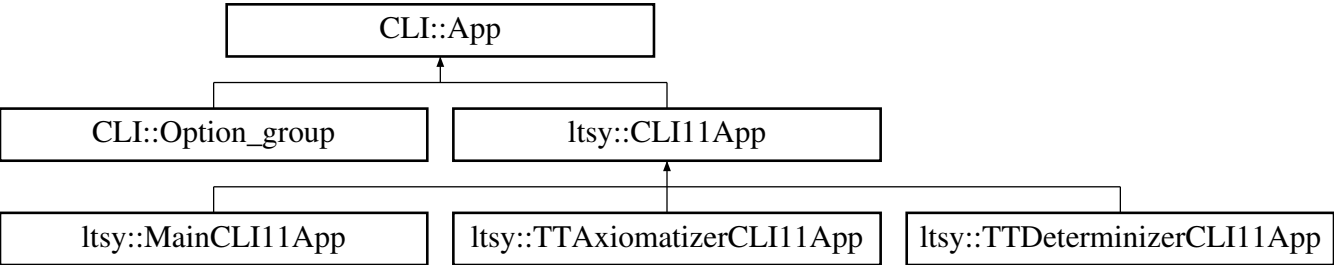 CLI::App
CLI::Option_group
ltsy::CLI11App
ltsy::MainCLI11App
ltsy::TTAxiomatizerCLI11App
ltsy::TTDeterminizerCLI11App